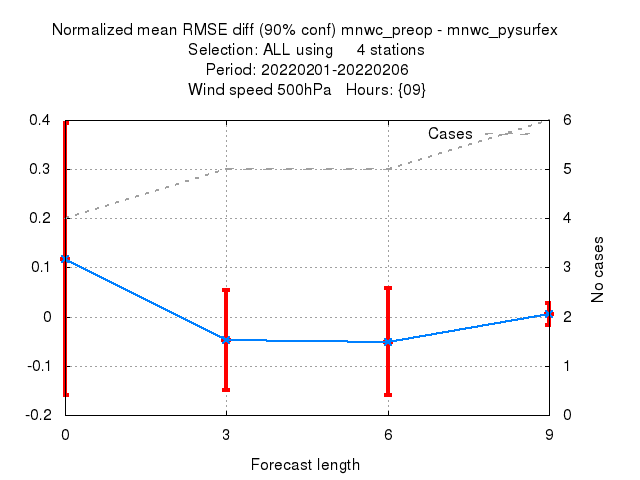 Normalized mean RMSE diff (90% conf) mnwc_preop - mnwc_pysurfex
Selection: ALL using     4 stations
Period: 20220201-20220206
Wind speed 500hPa   Hours: {09}
Cases
0.4
0.3
0.2
0.1
0
-0.1
-0.2
6
5
4
3
2
1
0
No cases
0 3 6 9
Forecast length